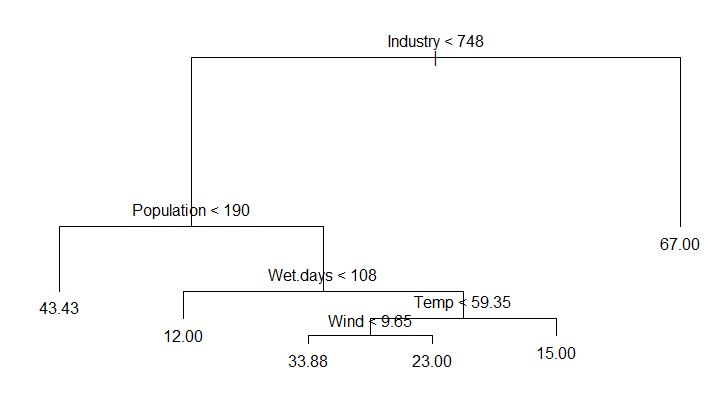 Industry < 748
Population < 190
67.00
Wet.days < 108
43.43
Temp < 59.35
12.00
Wind < 9.65
33.88
23.00
15.00